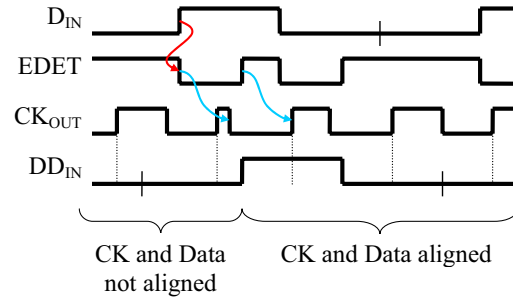 D_IN
EDET
CK_OUT
DD_IN
CK and Data
not aligned
CK and Data aligned